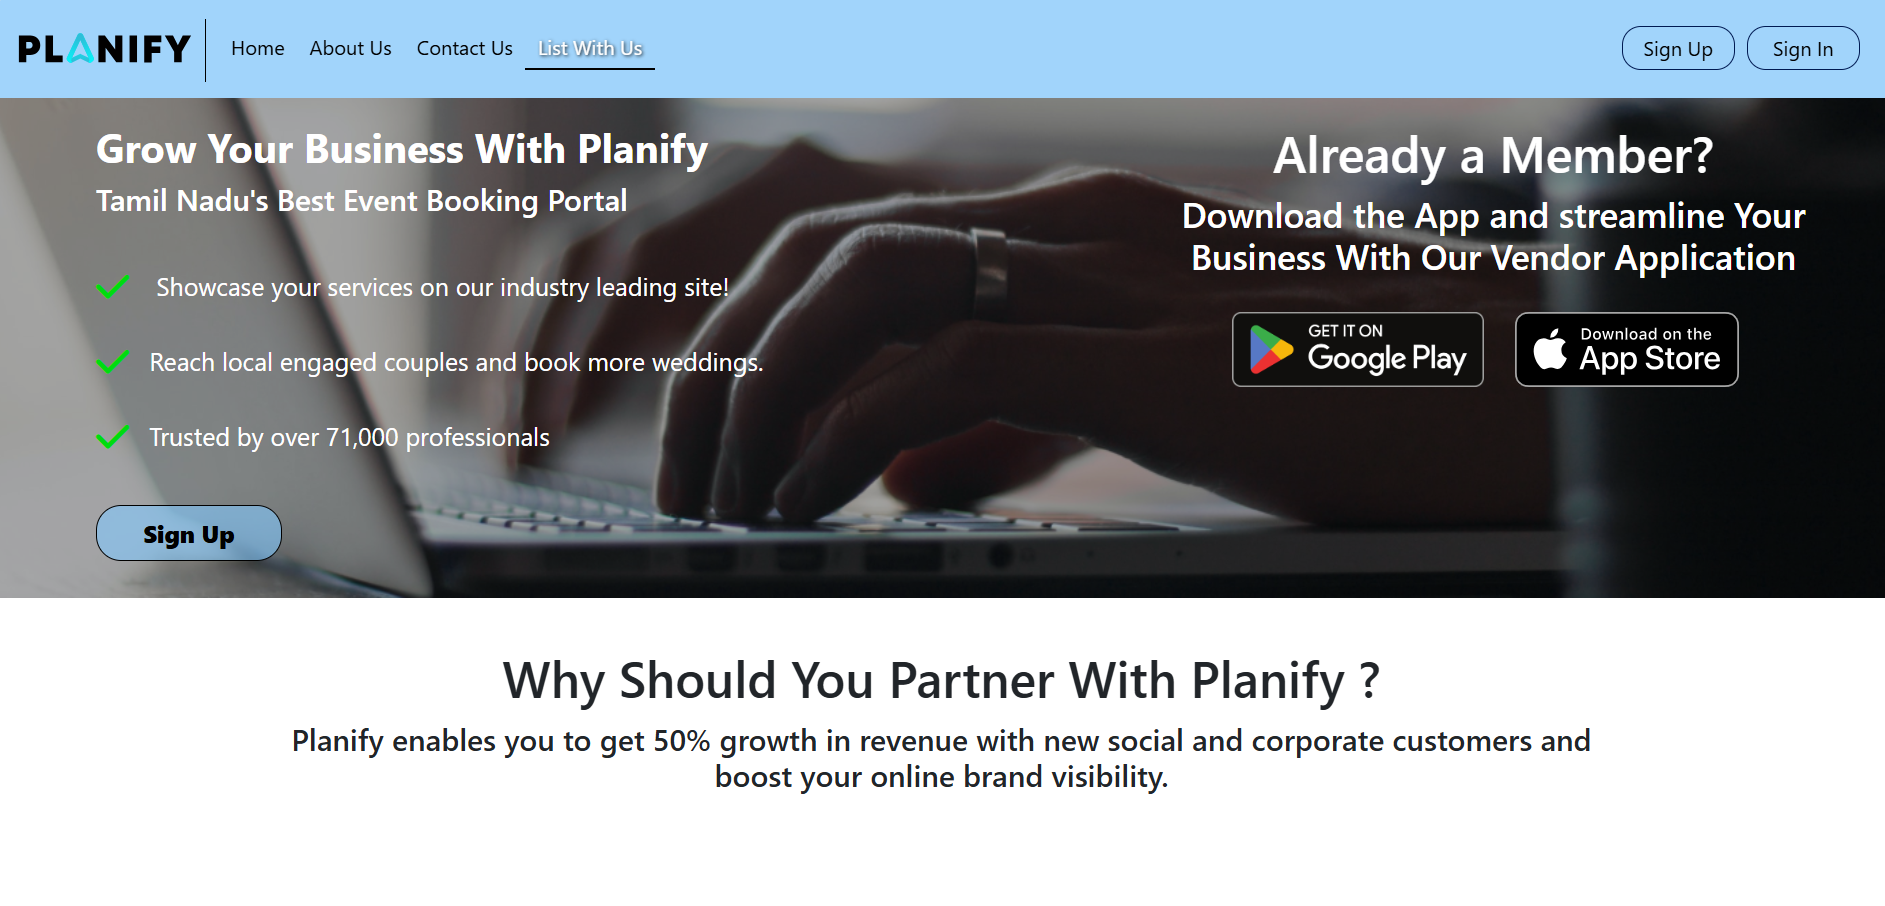 PLANIFY
Home
About Us
Contact Us
List With Us
Sign Up
Sign In
Grow Your Business With Planify
Tamil Nadu's Best Event Booking Portal
Showcase your services on our industry leading site!
Reach local engaged couples and book more weddings.
Trusted by over 71,000 professionals
Sign Up
Already a Member?
Download the App and streamline Your
Business With Our Vendor Application
GET IT ON
Google Play
Download on the
App Store
Why Should You Partner With Planify ?
Planify enables you to get 50% growth in revenue with new social and corporate customers and
boost your online brand visibility.